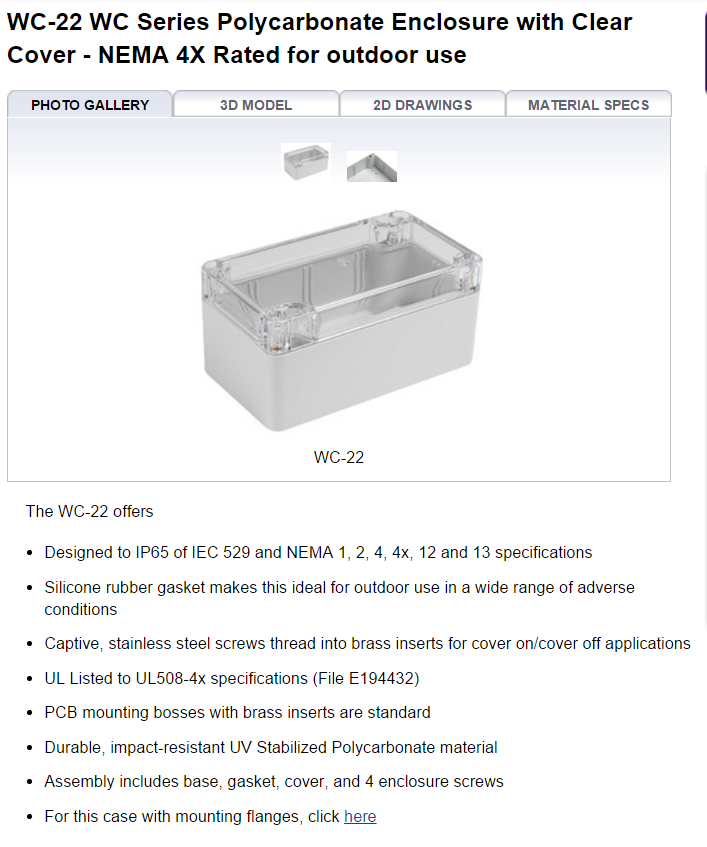 WC-22 WC Series Polycarbonate Enclosure with Clear
Cover - NEMA 4X Rated for outdoor use
PHOTO GALLERY
3D MODEL
2D DRAWINGS
MATERIAL SPECS
WC-22
The WC-22 offers
• Designed to IP65 of IEC 529 and NEMA 1, 2, 4, 4x, 12 and 13 specifications
• Silicone rubber gasket makes this ideal for outdoor use in a wide range of adverse
conditions
• Captive, stainless steel screws thread into brass inserts for cover on/cover off applications
• UL Listed to UL508-4x specifications (File E194432)
• PCB mounting bosses with brass inserts are standard
• Durable, impact-resistant UV Stabilized Polycarbonate material
• Assembly includes base, gasket, cover, and 4 enclosure screws
• For this case with mounting flanges, click here